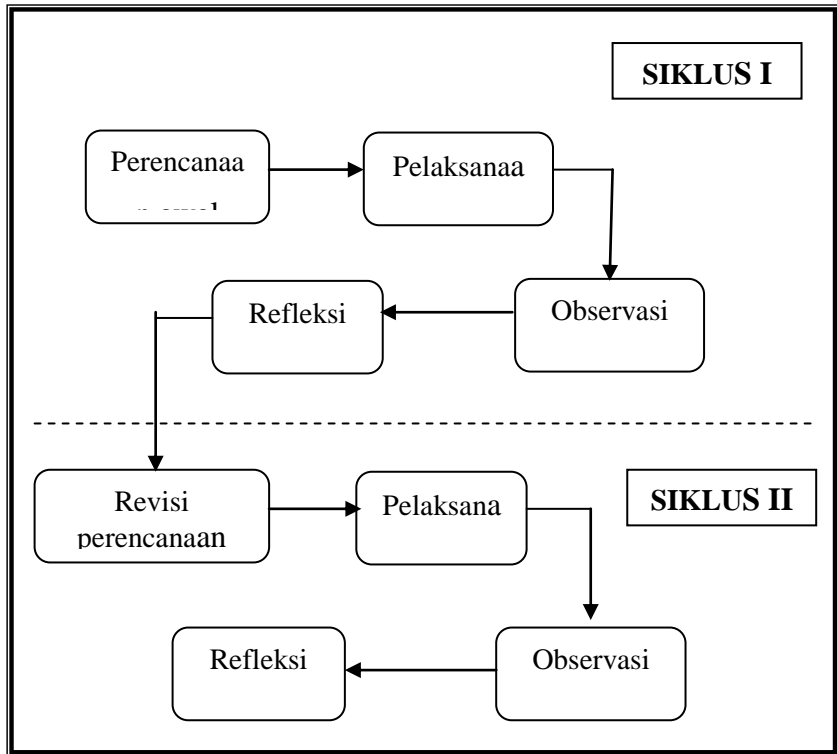 SIKLUS I
Perencanaa
Pelaksanaa
Refleksi
Observasi
Revisi
perencanaan
Pelaksana
SIKLUS II
Refleksi
Observasi